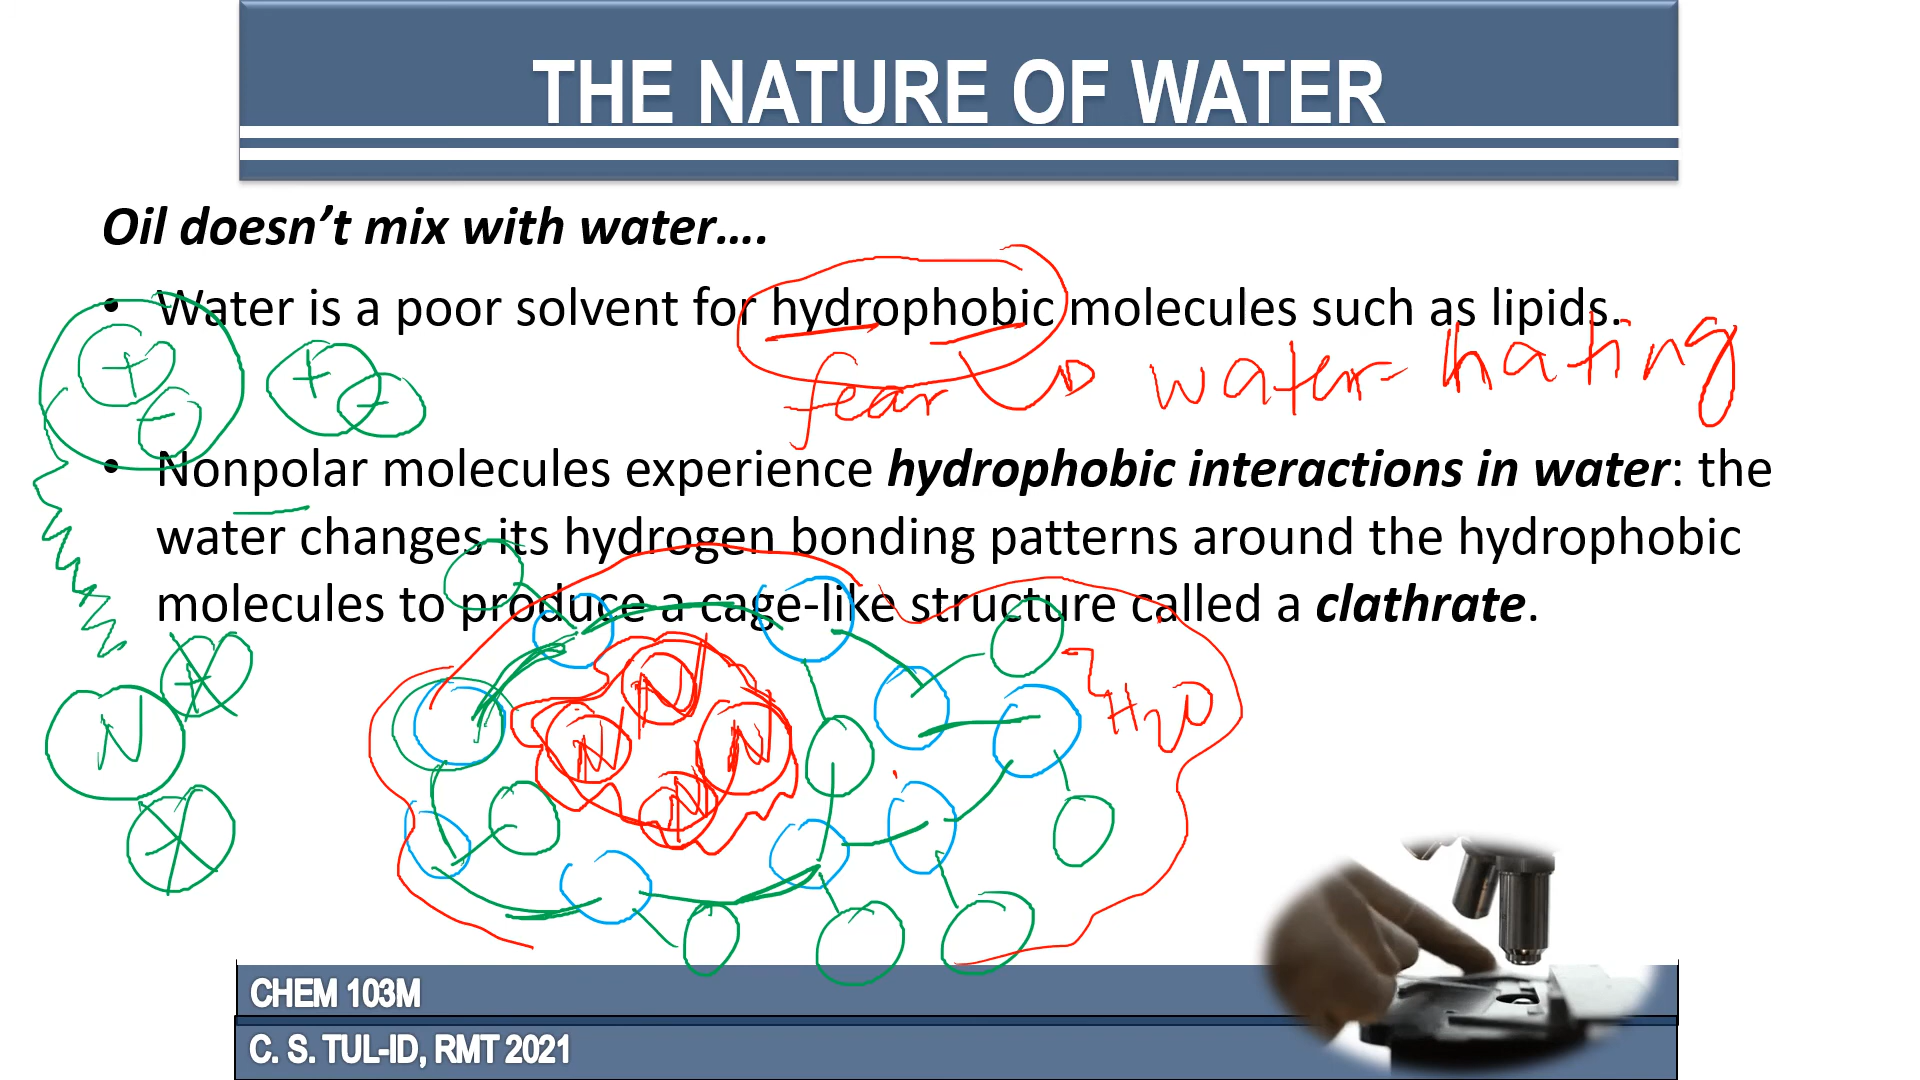 THE NATURE OF WATER
Oil doesn't mix with water....
• Water is a poor solvent for hydrophobic molecules such as lipids.
fear water-hating
+ - + -
• Nonpolar molecules experience hydrophobic interactions in water: the
water changes its hydrogen bonding patterns around the hydrophobic
molecules to produce a cage-like structure called a clathrate.
+
N
N
N N
N
H2O
CHEM 103M
C. S. TUL-ID, RMT 2021